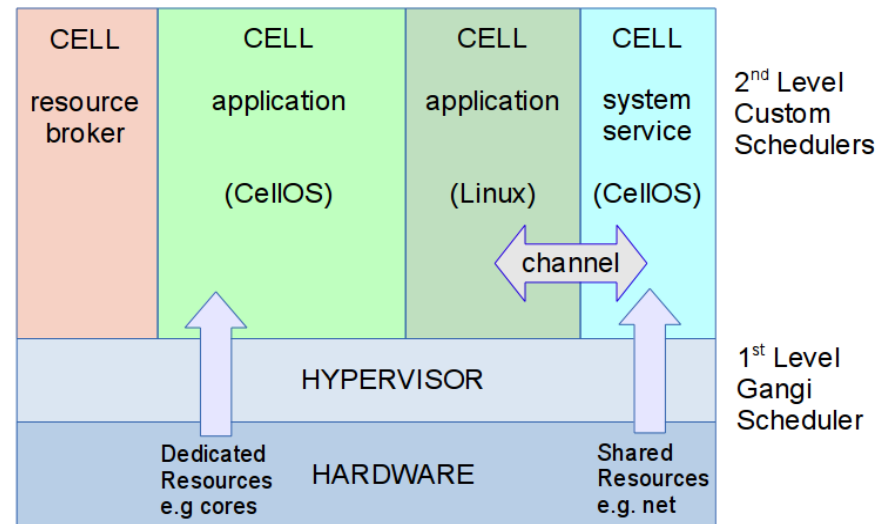 CELL
resource
broker
CELL
application
(CellOS)
CELL
application
(Linux)
CELL
system
service
(CellOS)
channel
2nd Level
Custom
Schedulers
HYPERVISOR
1st Level
Gangi
Scheduler
Dedicated
Resources
e.g cores
HARDWARE
Shared
Resources
e.g. net